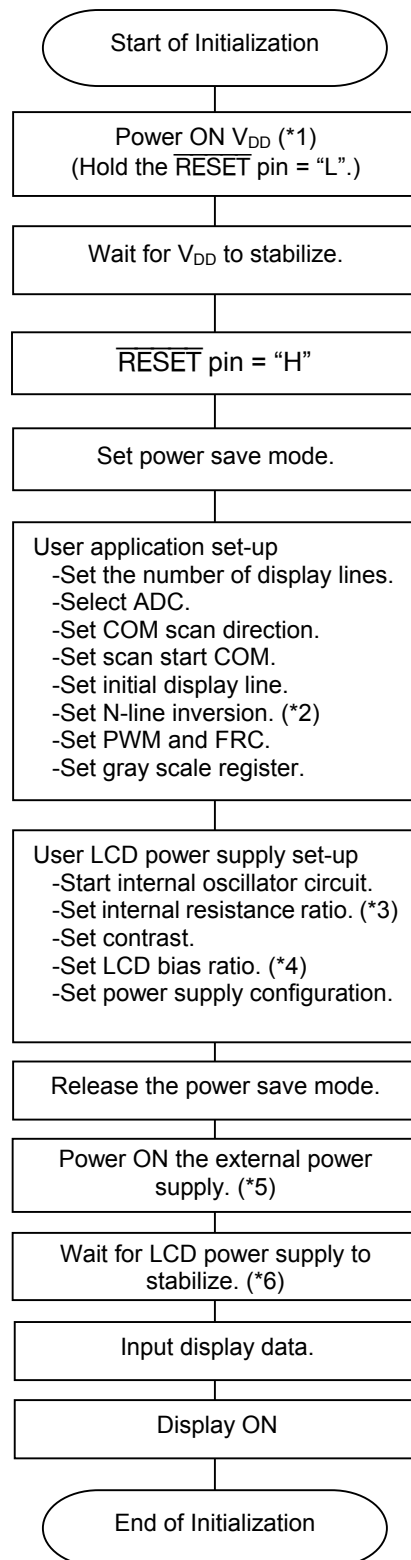 Start of Initialization
Power ON VDD (*1)
(Hold the R̅E̅S̅E̅T̅ pin = “L”.)
Wait for VDD to stabilize.
R̅E̅S̅E̅T̅ pin = “H”
Set power save mode.
User application set-up
-Set the number of display lines.
-Select ADC.
-Set COM scan direction.
-Set scan start COM.
-Set initial display line.
-Set N-line inversion. (*2)
-Set PWM and FRC.
-Set gray scale register.
User LCD power supply set-up
-Start internal oscillator circuit.
-Set internal resistance ratio. (*3)
-Set contrast.
-Set LCD bias ratio. (*4)
-Set power supply configuration.
Release the power save mode.
Power ON the external power
supply. (*5)
Wait for LCD power supply to
stabilize. (*6)
Input display data.
Display ON
End of Initialization